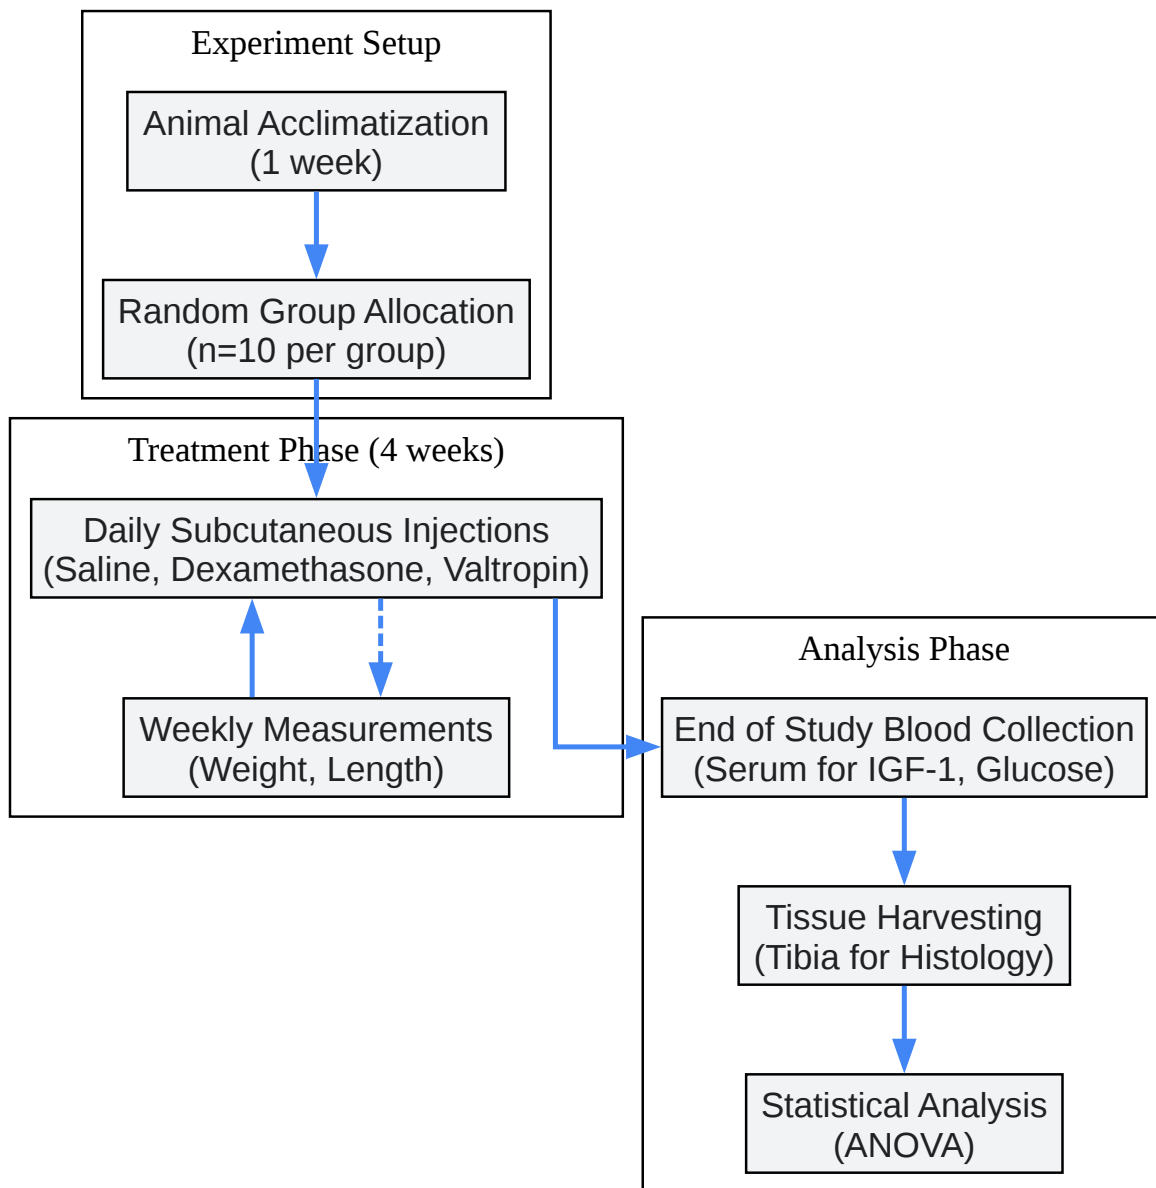 Experiment Setup
Animal Acclimatization
(1 week)
Random Group Allocation
(n=10 per group)
Treatment Phase (4 weeks)
Daily Subcutaneous Injections
(Saline, Dexamethasone, Valtropin)
Weekly Measurements
(Weight, Length)
Analysis Phase
End of Study Blood Collection
(Serum for IGF-1, Glucose)
Tissue Harvesting
(Tibia for Histology)
Statistical Analysis
(ANOVA)